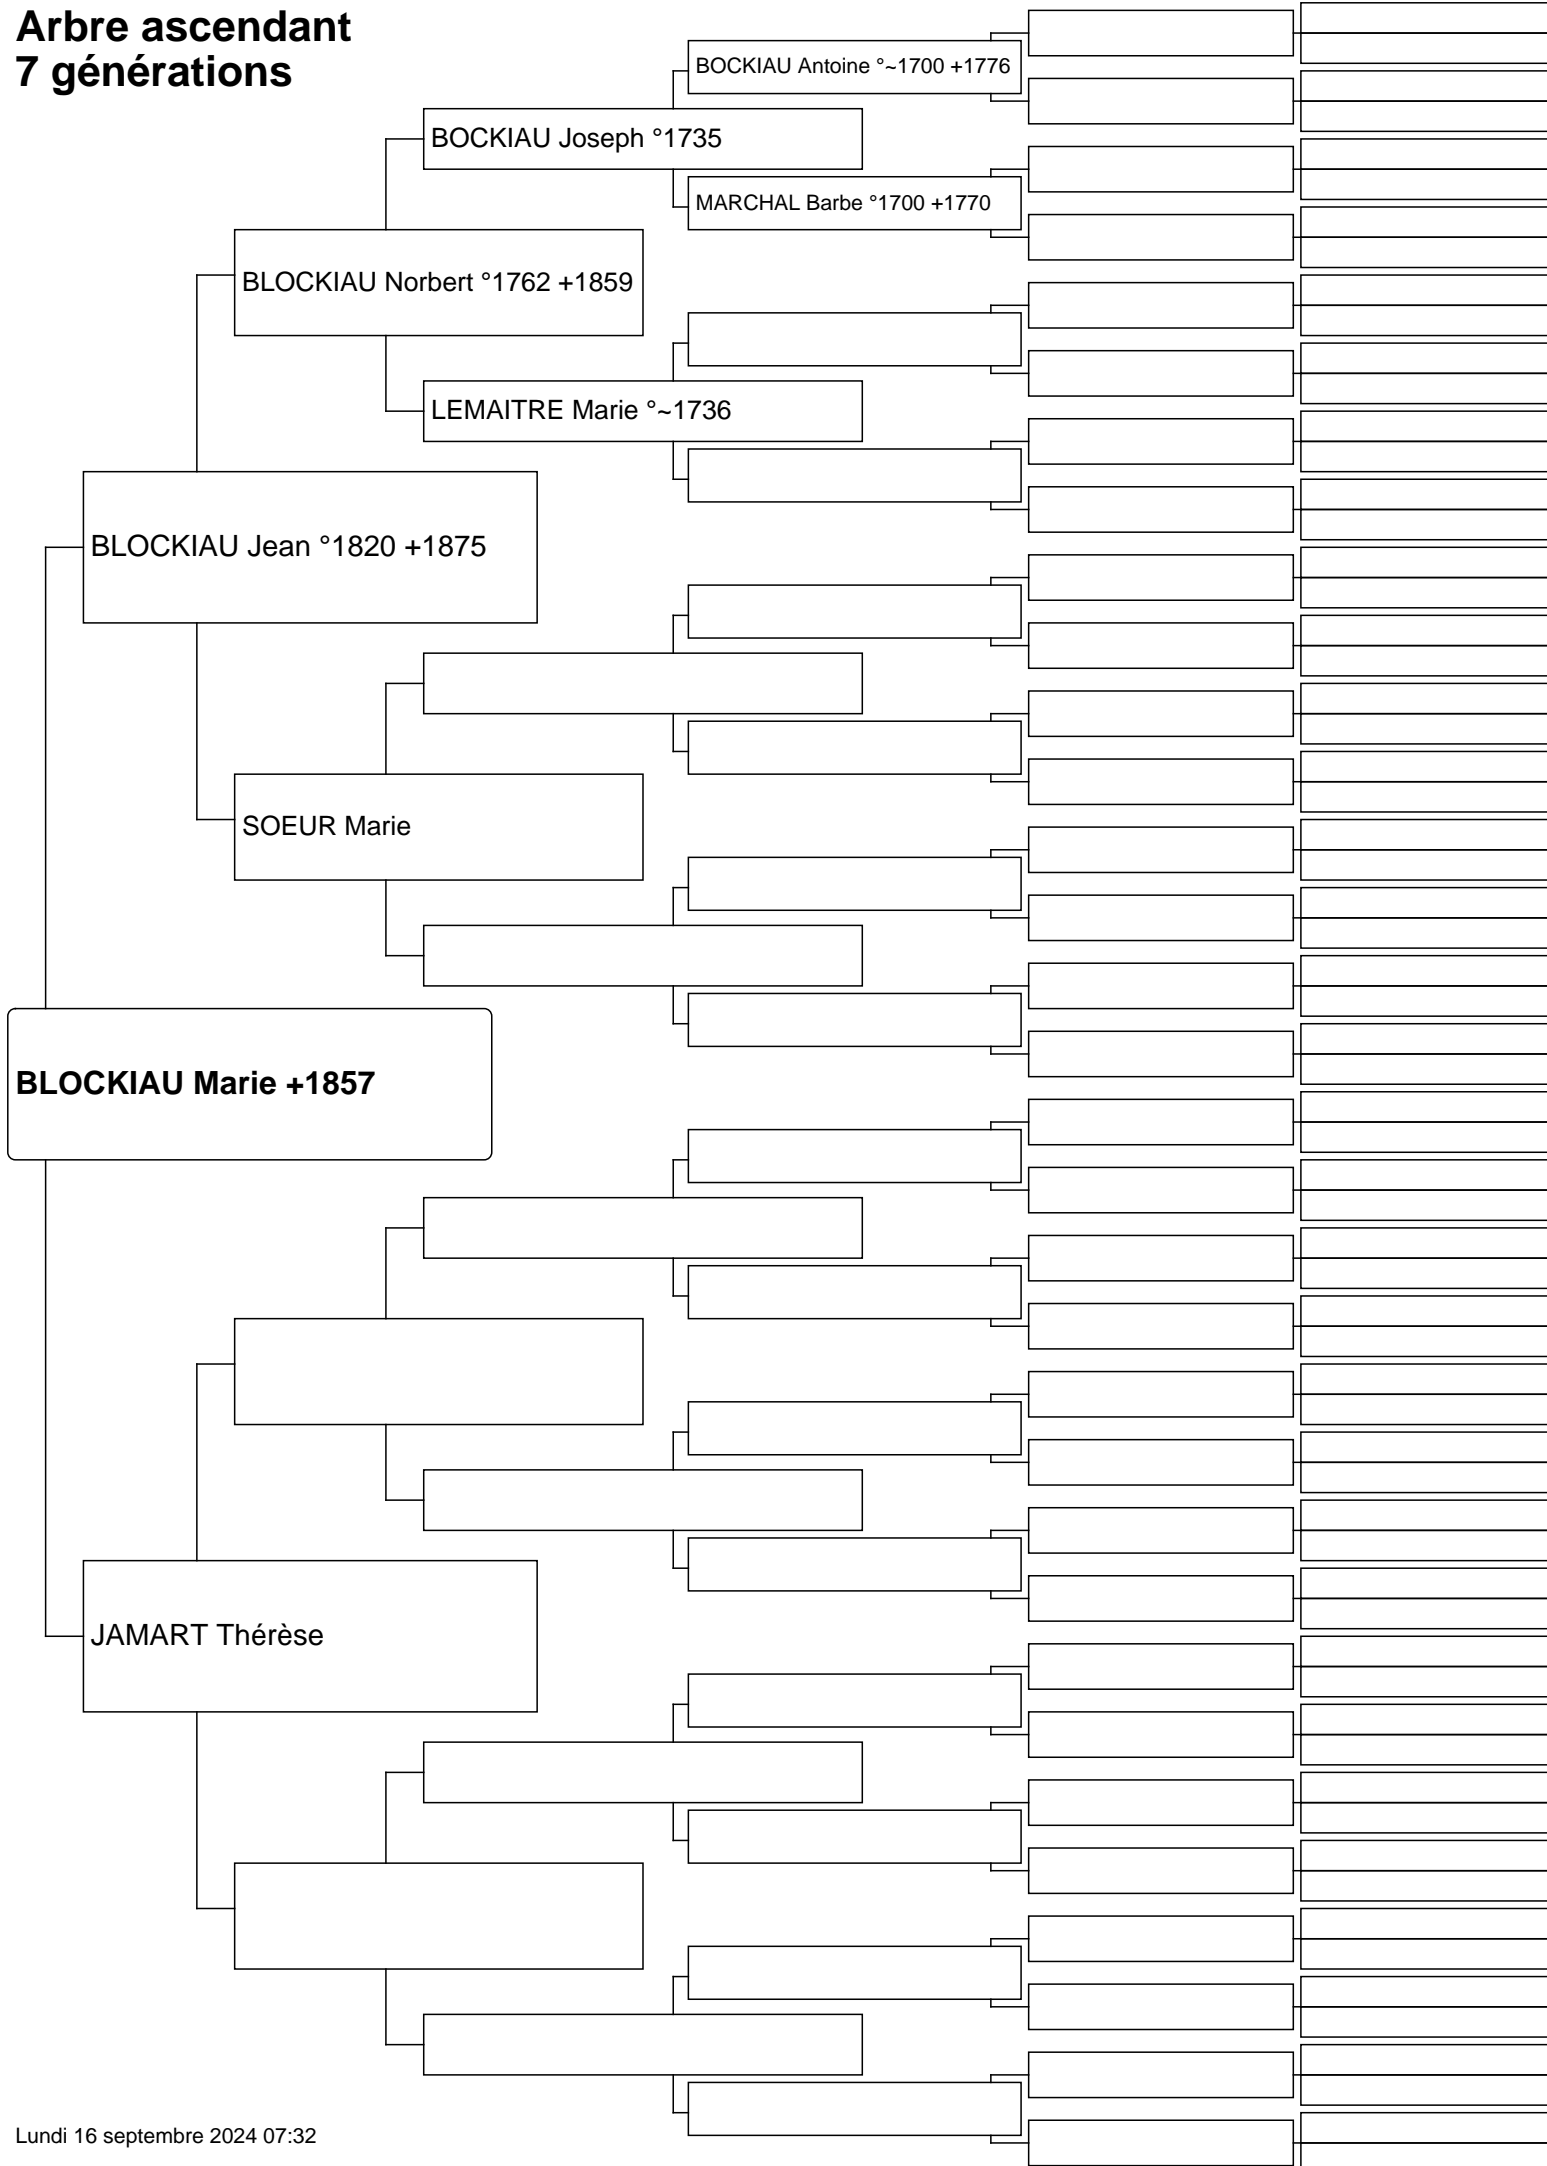 Arbre ascendant
7 générations
BOCKIAU Antoine °~1700 +1776
BOCKIAU Joseph °1735
MARCHAL Barbe °1700 +1770
BLOCKIAU Norbert °1762 +1859
LEMAITRE Marie °~1736
BLOCKIAU Jean °1820 +1875
SOEUR Marie
BLOCKIAU Marie +1857
JAMART Thérèse
Lundi 16 septembre 2024 07:32